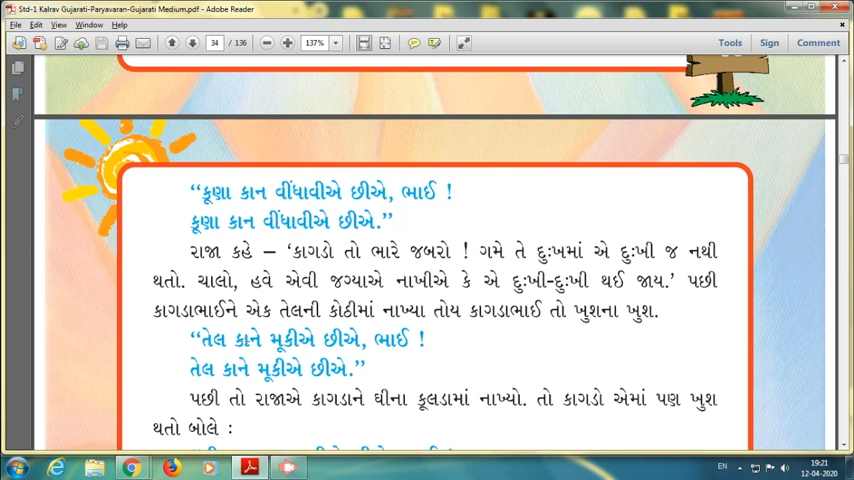 Std-1 Kalrav Gujarati-Paryavaran-Gujarati Medium.pdf - Adobe Reader
File Edit View Window Help
34 / 136 137% Tools Sign Comment
“કૂણા કાન વીંધાવીએ છીએ, ભાઈ !
કૂણા કાન વીંધાવીએ છીએ.”
રાજા કહે – ‘કાગડો તો ભારે જબરો ! ગમે તે દુઃખમાં એ દુઃખી જ નથી
થતો. ચાલો, હવે એવી જગ્યાએ નાખીએ કે એ દુઃખી-દુઃખી થઈ જાય.’ પછી
કાગડાભાઈને એક તેલની કોઠીમાં નાખ્યા તોય કાગડાભાઈ તો ખુશના ખુશ.
“તેલ કાને મૂકીએ છીએ, ભાઈ !
તેલ કાને મૂકીએ છીએ.”
પછી તો રાજાએ કાગડાને ઘીના કૂલડામાં નાખ્યો. તો કાગડો એમાં પણ ખુશ
થતો બોલે :
EN 19:21
12-04-2020